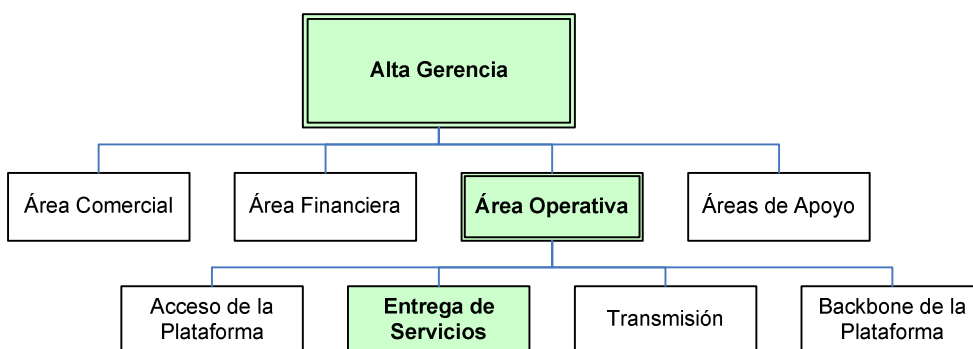 Alta Gerencia
Área Comercial
Área Financiera
Área Operativa
Áreas de Apoyo
Acceso de la
Plataforma
Entrega de
Servicios
Transmisión
Backbone de la
Plataforma